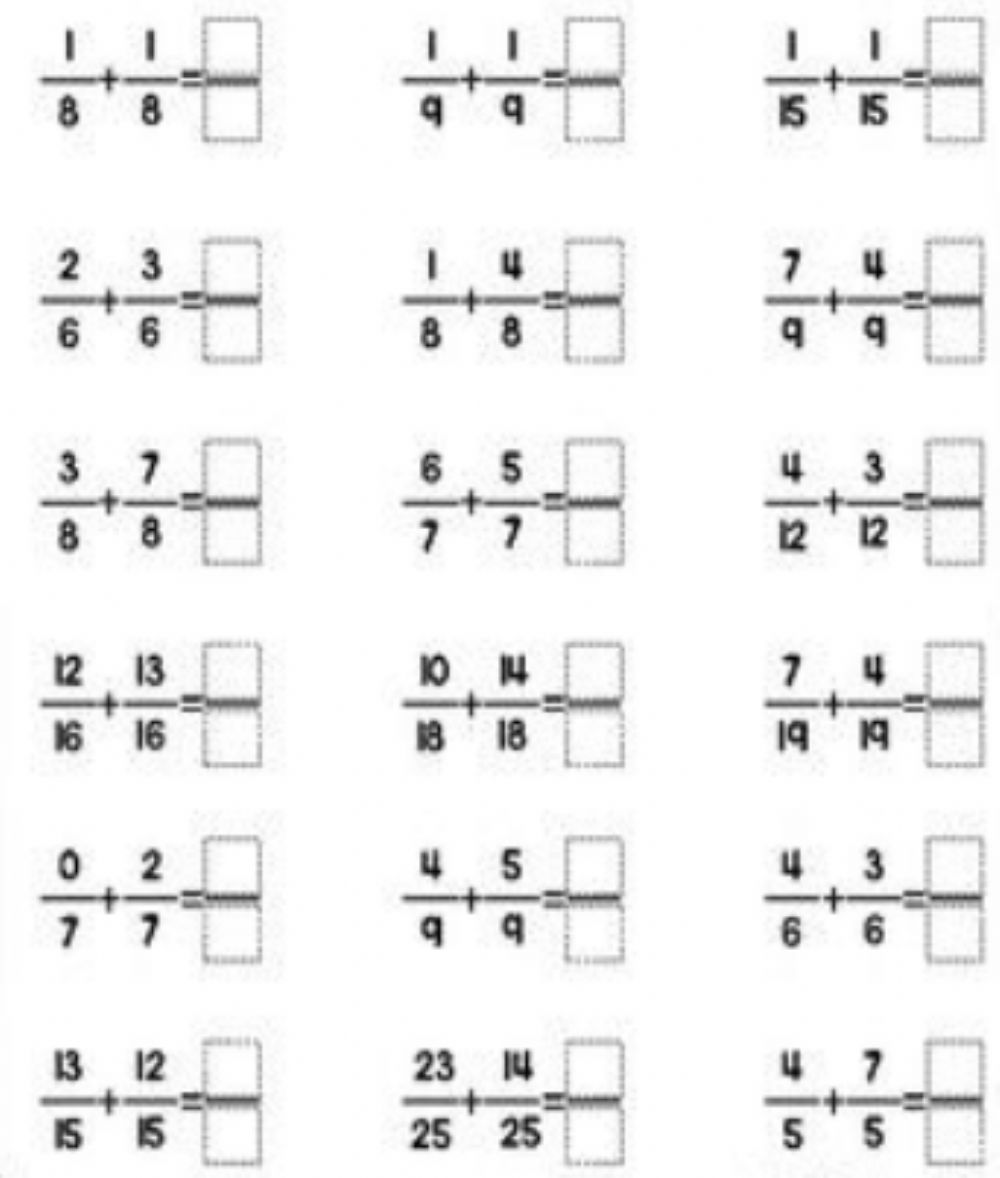 1/8 + 1/8 = 1/9 + 1/9 = 1/15 + 1/15 =
2/6 + 3/6 = 1/8 + 4/8 = 7/9 + 4/9 =
3/8 + 7/8 = 6/7 + 5/7 = 4/12 + 3/12 =
12/16 + 13/16 = 10/18 + 14/18 = 7/19 + 4/19 =
0/7 + 2/7 = 4/9 + 5/9 = 4/6 + 3/6 =
13/15 + 12/15 = 23/25 + 14/25 = 4/5 + 7/5 =